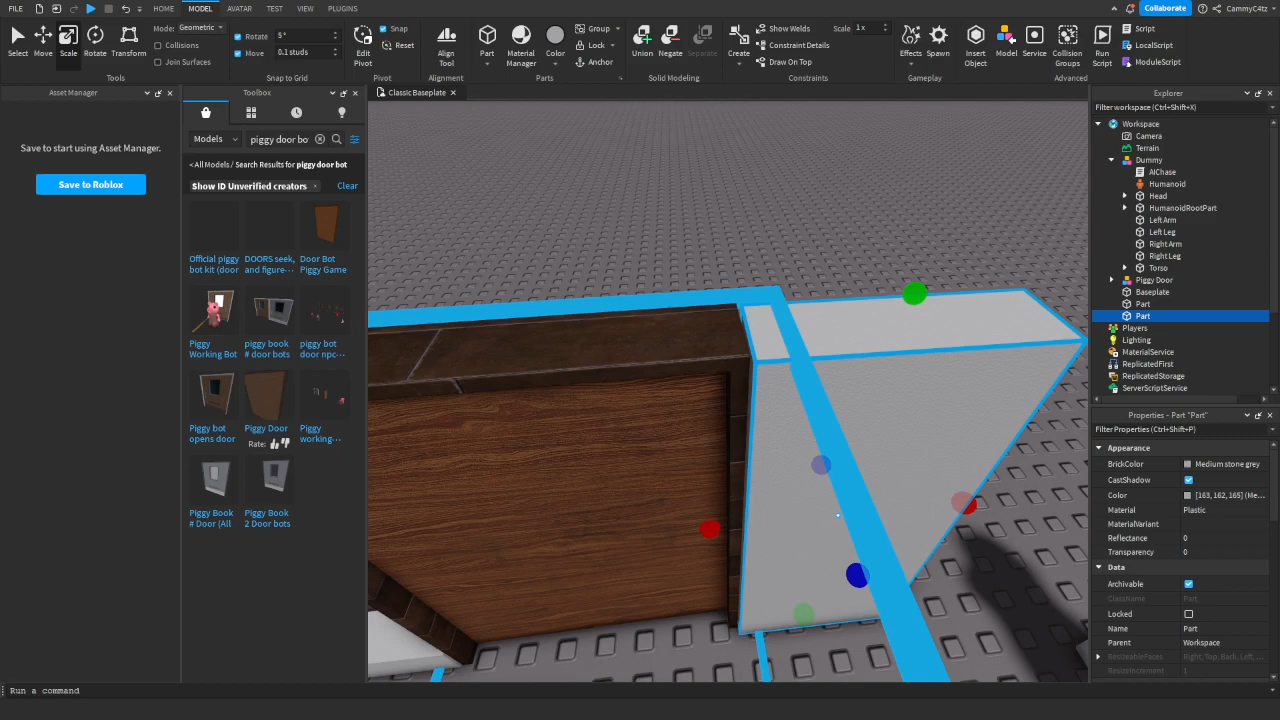 FILE HOME MODEL AVATAR TEST VIEW PLUGINS Collaborate CammyC4tz
Select Move Scale Rotate Transform
Mode: Geometric
Collisions
Join Surfaces
Tools
Rotate 5°
Move 0.1 studs
Snap to Grid
Edit Pivot
Snap
Reset
Pivot
Align Tool
Alignment
Part Material Manager Color
Group
Lock
Anchor
Parts
Union Negate Separate
Solid Modeling
Create
Show Welds
Constraint Details
Draw On Top
Scale 1 x
Constraints
Effects Spawn
Gameplay
Insert Object Model Service Collision Groups Run Script
Script
LocalScript
ModuleScript
Advanced
Asset Manager
Save to start using Asset Manager.
Save to Roblox
Toolbox
Models piggy door bo
All Models / Search Results for piggy door bot
Show ID Unverified creators Clear
Official piggy bot kit (door
DOORS seek, and figure···
Door Bot Piggy Game
Piggy Working Bot
piggy book # door bots
piggy bot door npc···
Piggy bot opens door
Piggy Door
Rate:
Piggy working···
Piggy Book # Door (All
Piggy Book 2 Door bots
ClassicBaseplate
Explorer
Filter workspace (Ctrl+Shift+X)
Workspace
Camera
Terrain
Dummy
AIChase
Humanoid
Head
HumanoidRootPart
Left Arm
Left Leg
Right Arm
Right Leg
Torso
Piggy Door
Baseplate
Part
Part
Players
Lighting
MaterialService
ReplicatedFirst
ReplicatedStorage
ServerScriptService
Properties - Part "Part"
Filter Properties (Ctrl+Shift+P)
Appearance
BrickColor Medium stone grey
CastShadow
Color [163, 162, 165] (Me...
Material Plastic
MaterialVariant
Reflectance 0
Transparency 0
Data
Archivable
ClassName Part
Locked
Name Part
Parent Workspace
ResizeableFaces Right, Top, Back, Left, ...
ResizeIncrement 1
Run a command